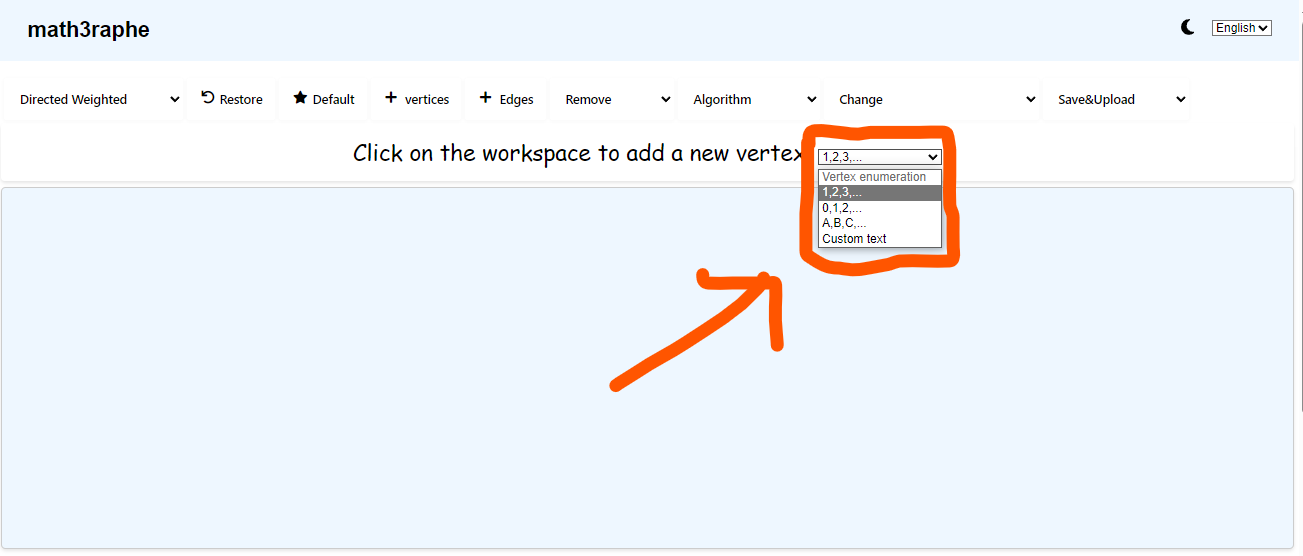 math3raphe
English
Directed Weighted
Restore
Default
+ vertices
+ Edges
Remove
Algorithm
Change
Save&Upload
Click on the workspace to add a new vertex
1,2,3,...
Vertex enumeration
1,2,3,...
0,1,2,...
A,B,C,...
Custom text